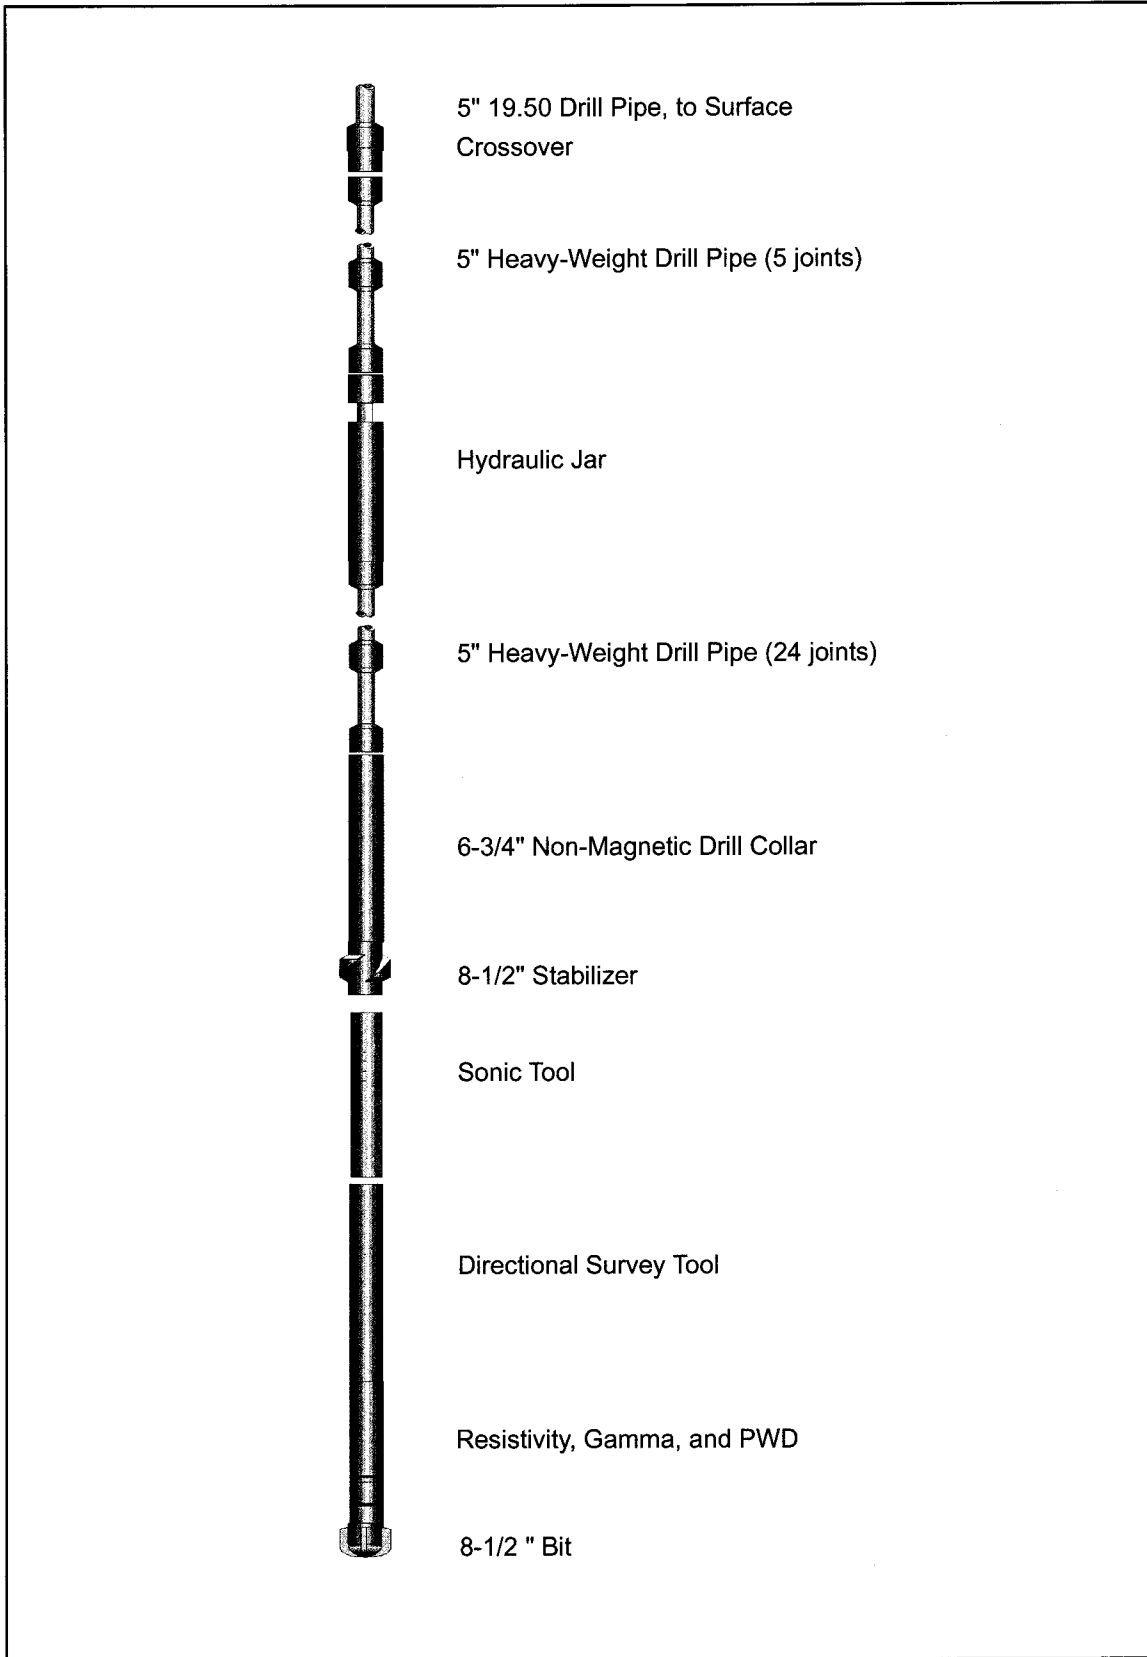 5" 19.50 Drill Pipe, to Surface
Crossover
5" Heavy-Weight Drill Pipe (5 joints)
Hydraulic Jar
5" Heavy-Weight Drill Pipe (24 joints)
6-3/4" Non-Magnetic Drill Collar
8-1/2" Stabilizer
Sonic Tool
Directional Survey Tool
Resistivity, Gamma, and PWD
8-1/2 " Bit